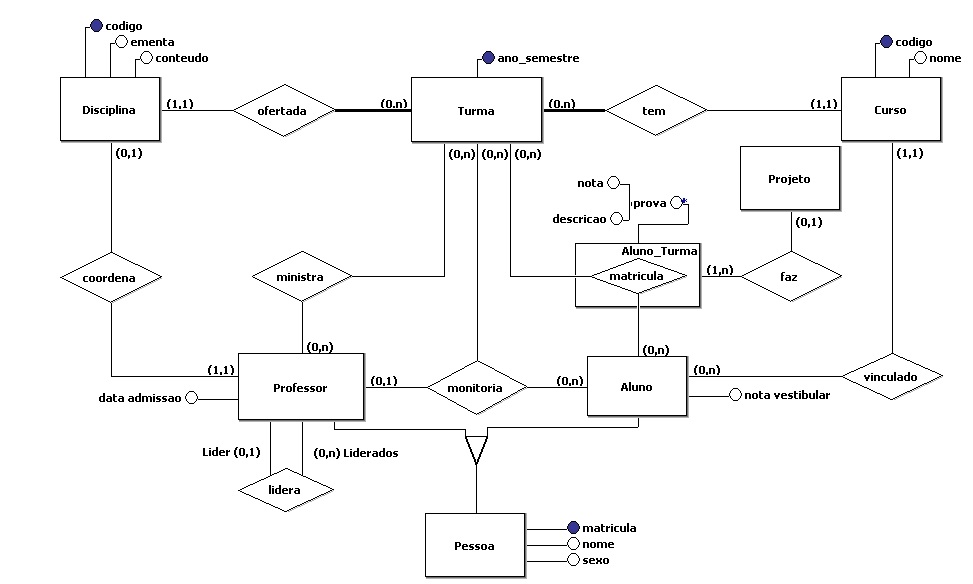 codigo
ementa
conteudo
ano_semestre
codigo
nome
Disciplina
(1,1)
ofertada
(0.n)
Turma
(0.n)
tem
(1,1)
Curso
(0,1)
(0,n) (0,n) (0,n)
(1,1)
nota
prova *
descricao
Projeto
(0,1)
coordena
ministra
Aluno_Turma
matricula
(1,n)
faz
(0,n)
(0,n)
(1,1)
Professor
(0,1)
monitoria
(0,n)
Aluno
(0,n)
vinculado
data admissao
nota vestibular
Lider (0,1)
(0,n) Liderados
lidera
Pessoa
matricula
nome
sexo